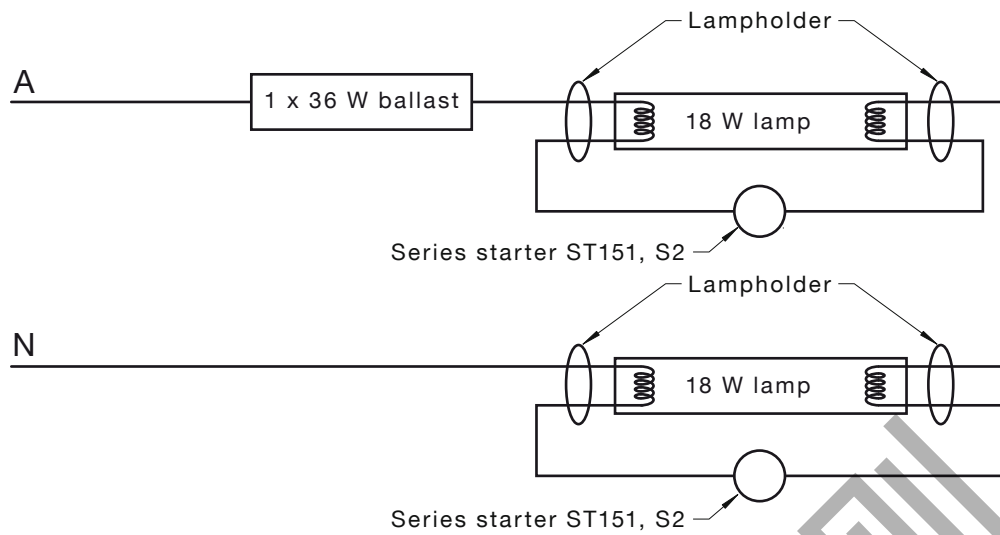 Lampholder
A
1 x 36 W ballast
18 W lamp
Series starter ST151, S2
Lampholder
N
18 W lamp
Series starter ST151, S2